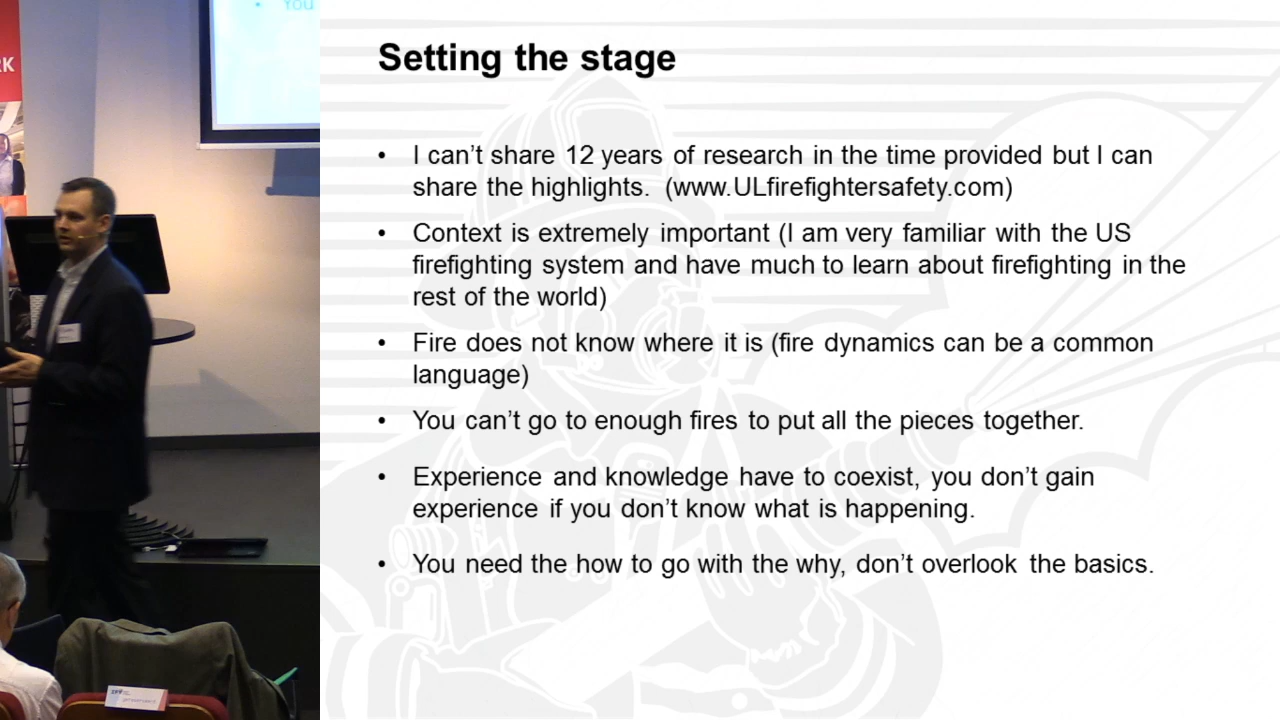 You
RK
Setting the stage
• I can’t share 12 years of research in the time provided but I can
share the highlights. (www.ULfirefightersafety.com)
• Context is extremely important (I am very familiar with the US
firefighting system and have much to learn about firefighting in the
rest of the world)
• Fire does not know where it is (fire dynamics can be a common
language)
• You can’t go to enough fires to put all the pieces together.
• Experience and knowledge have to coexist, you don’t gain
experience if you don’t know what is happening.
• You need the how to go with the why, don’t overlook the basics.